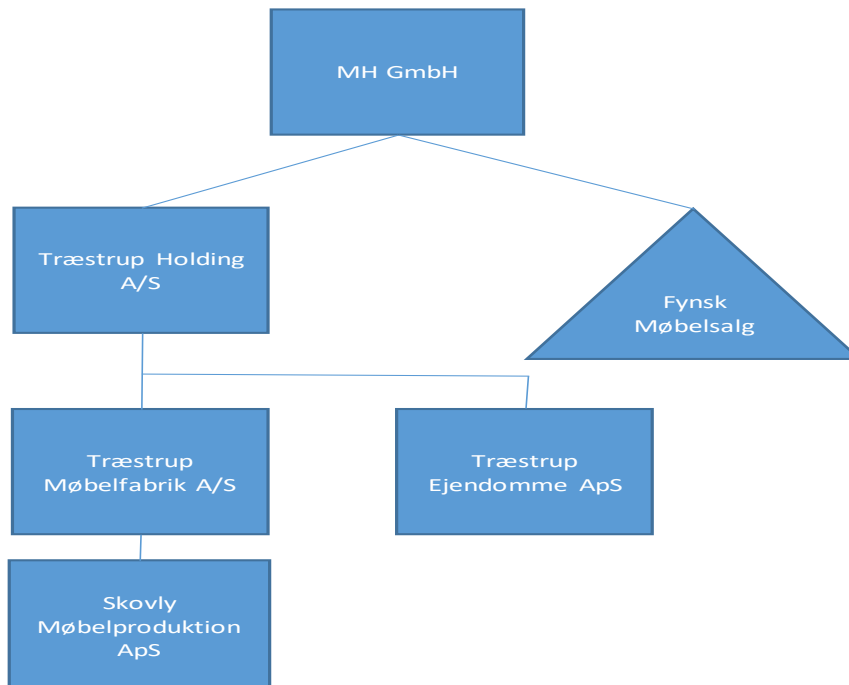 MH GmbH
Træstrup Holding
A/S
Fynsk
Møbelsalg
Træstrup
Møbelfabrik A/S
Træstrup
Ejendomme ApS
Skovly
Møbelproduktion
ApS